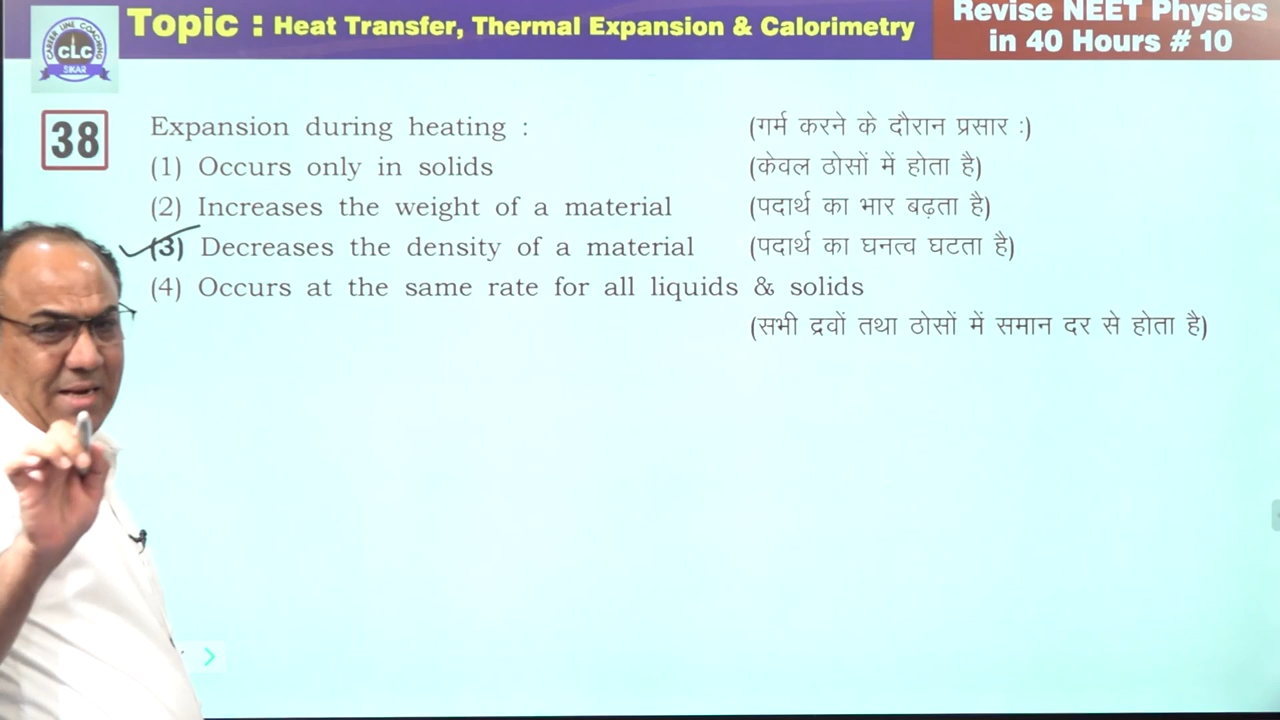 CAREER LINE COACHING
CLC
SIKAR
Topic : Heat Transfer, Thermal Expansion & Calorimetry
Revise NEET Physics
in 40 Hours # 10
38
Expansion during heating : (गर्म करने के दौरान प्रसार :)
(1) Occurs only in solids (केवल ठोसों में होता है)
(2) Increases the weight of a material (पदार्थ का भार बढ़ता है)
(3) Decreases the density of a material (पदार्थ का घनत्व घटता है)
(4) Occurs at the same rate for all liquids & solids
(सभी द्रवों तथा ठोसों में समान दर से होता है)